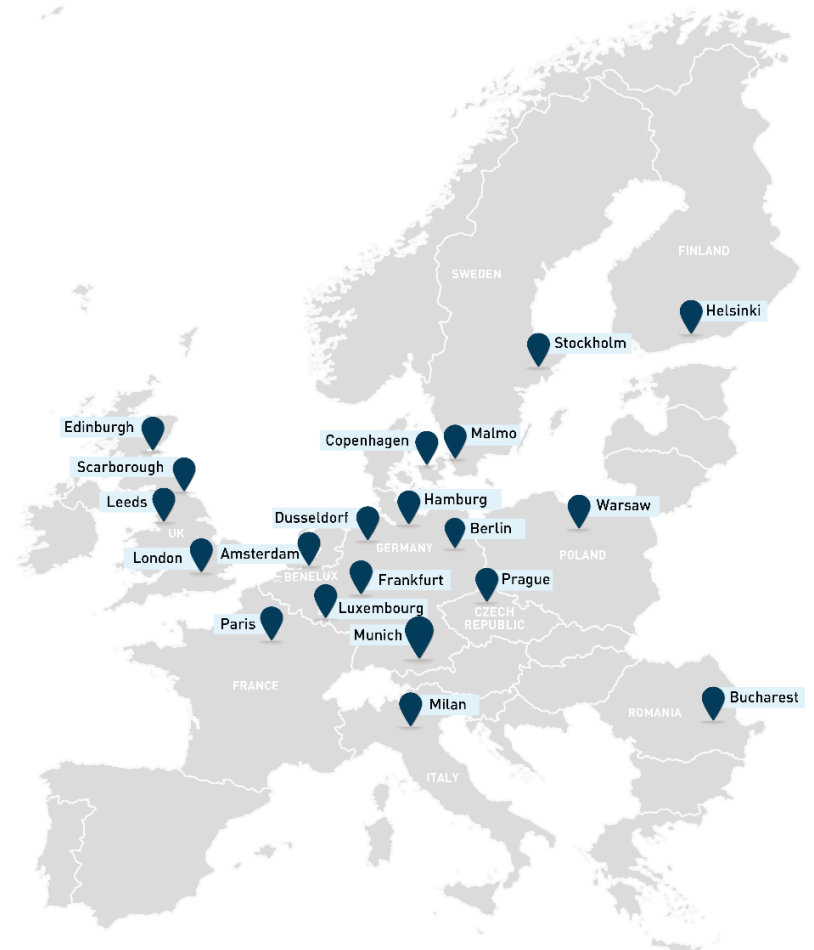 FINLAND
SWEDEN
Helsinki
Stockholm
Edinburgh
Malmo
Copenhagen
Scarborough
Hamburg
Leeds
Warsaw
Dusseldorf
Berlin
UK
GERMANY
Amsterdam
London
POLAND
BENELUX
Frankfurt
Prague
Luxembourg
CZECH
REPUBLIC
Paris
Munich
FRANCE
Bucharest
Milan
ROMANIA
ITALY